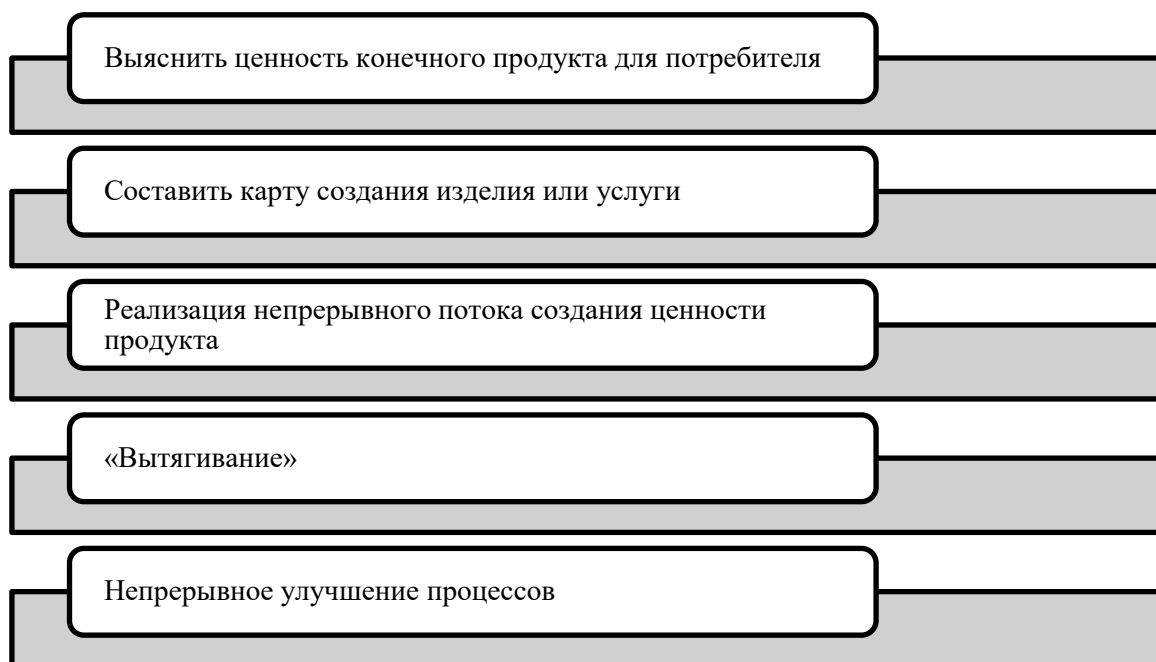 Выяснить ценность конечного продукта для потребителя
Составить карту создания изделия или услуги
Реализация непрерывного потока создания ценности
продукта
«Вытягивание»
Непрерывное улучшение процессов